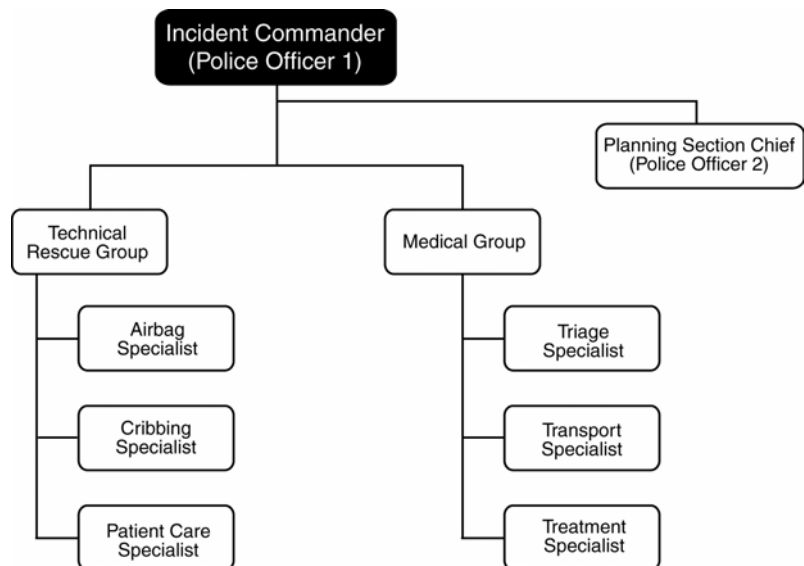 Incident Commander
(Police Officer 1)
Planning Section Chief
(Police Officer 2)
Technical
Rescue Group
Medical Group
Airbag
Specialist
Triage
Specialist
Cribbing
Specialist
Transport
Specialist
Patient Care
Specialist
Treatment
Specialist